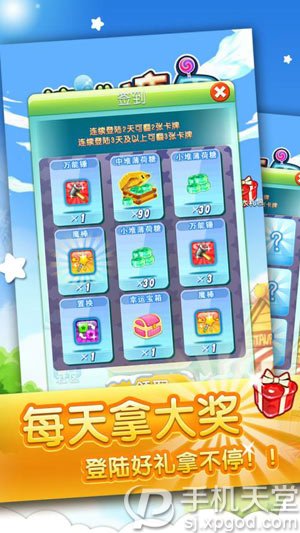 签到
连续登陆2天可翻2张卡牌
连续登陆3天及以上可翻3张卡牌
万能锤 中堆薄荷糖 小堆薄荷糖
×1 ×90 ×30
魔棒 小堆薄荷糖 万能锤
×1 ×30 ×1
置换 幸运宝箱 魔棒
×1 ×3 ×1
每天拿大奖
登陆好礼拿不停！！
手机天堂
sj.xpgod.com